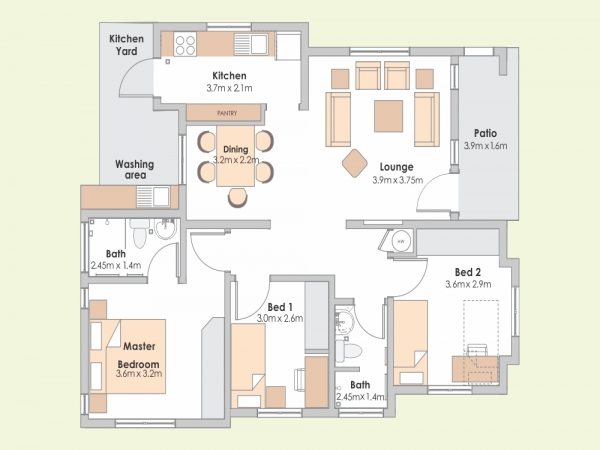 Kitchen
Yard
Kitchen
3.7m x 2.1m
PANTRY
Dining
3.2m x 2.2m
Lounge
3.9m x 3.75m
Patio
3.9m x 1.6m
Washing
area
Bath
2.45m x 1.4m
HW
Bed 2
3.6m x 2.9m
Bed 1
3.0m x 2.6m
Master
Bedroom
3.6m x 3.2m
Bath
2.45m x 1.4m